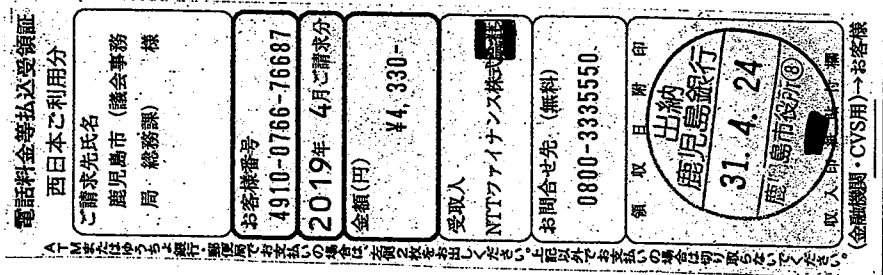 電話料金等払込受領証
西日本ご利用分
ご請求先氏名
鹿児島市 (議会事務
局 総務課) 様
お客様番号
4910-0766-76687
2019年 4月ご請求分
金額(円)
¥4,330-
受取人
NTTファイナンス株式会社
お問合せ先 (無料)
0800-3335550
領収日附印
出納
鹿児島銀行
31.4.24
鹿児島市役所⑧
収入印
付欄
(金融機関・CVS用)→お客様
ATMまたはゆうちょ銀行・郵便局でお支払いの場合は、左側2枚をお出しください。上記以外でお支払いの場合は切り取らないでください。